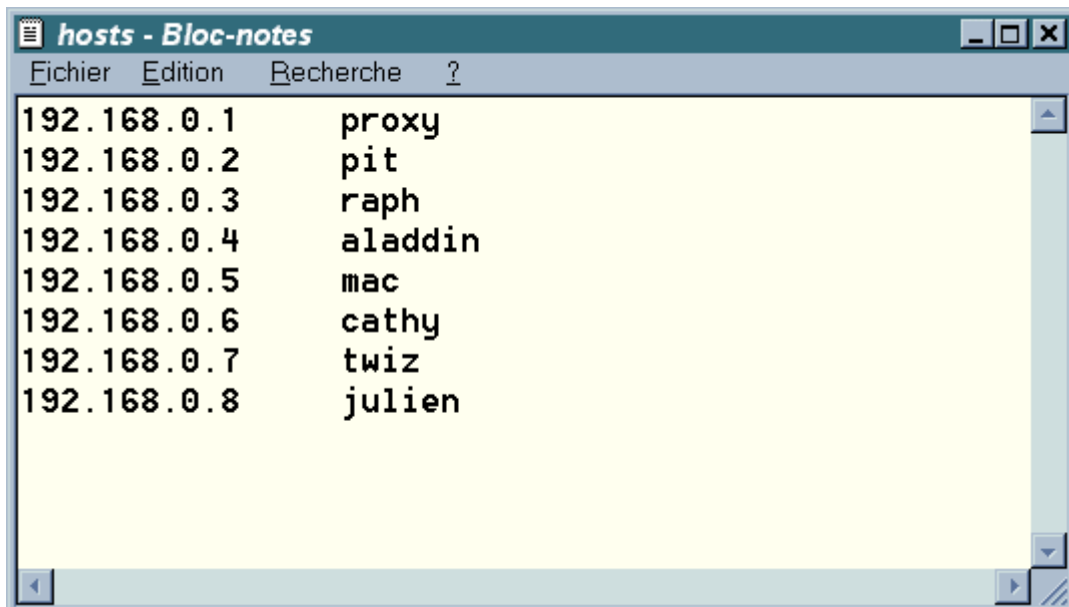 hosts - Bloc-notes
Fichier Edition Recherche ?
192.168.0.1 proxy
192.168.0.2 pit
192.168.0.3 raph
192.168.0.4 aladdin
192.168.0.5 mac
192.168.0.6 cathy
192.168.0.7 twiz
192.168.0.8 julien